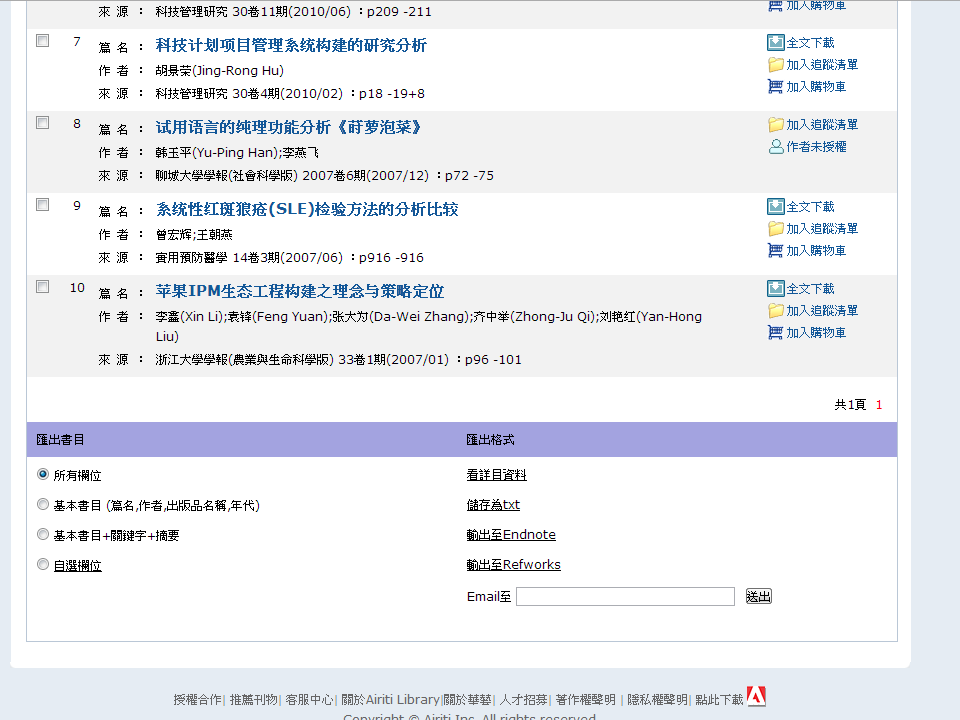 來 源 ： 科技管理研究 30卷11期(2010/06) ：p209 -211
加入購物車
7 篇 名 ： 科技计划项目管理系统构建的研究分析
全文下載
作 者 ： 胡景荣(Jing-Rong Hu)
加入追蹤清單
來 源 ： 科技管理研究 30卷4期(2010/02) ：p18 -19+8
加入購物車
8 篇 名 ： 试用语言的纯理功能分析《莳萝泡菜》
加入追蹤清單
作 者 ： 韩玉平(Yu-Ping Han);李燕飞
作者未授權
來 源 ： 聊城大學學報(社會科學版) 2007卷6期(2007/12) ：p72 -75
9 篇 名 ： 系统性红斑狼疮(SLE)检验方法的分析比较
全文下載
作 者 ： 曾宏辉;王朝燕
加入追蹤清單
來 源 ： 實用預防醫學 14卷3期(2007/06) ：p916 -916
加入購物車
10 篇 名 ： 苹果IPM生态工程构建之理念与策略定位
全文下載
作 者 ： 李鑫(Xin Li);袁锋(Feng Yuan);张大为(Da-Wei Zhang);齐中举(Zhong-Ju Qi);刘艳红(Yan-Hong
Liu)
加入追蹤清單
加入購物車
來 源 ： 浙江大學學報(農業與生命科學版) 33卷1期(2007/01) ：p96 -101
共1頁 1
匯出書目
匯出格式
所有欄位
看詳目資料
基本書目 (篇名,作者,出版品名稱,年代)
儲存為txt
基本書目+關鍵字+摘要
輸出至Endnote
自選欄位
輸出至Refworks
Email至
送出
授權合作| 推薦刊物| 客服中心| 關於Airiti Library|關於華藝| 人才招募| 著作權聲明 | 隱私權聲明| 點此下載
Copyright © Airiti Inc. All rights reserved